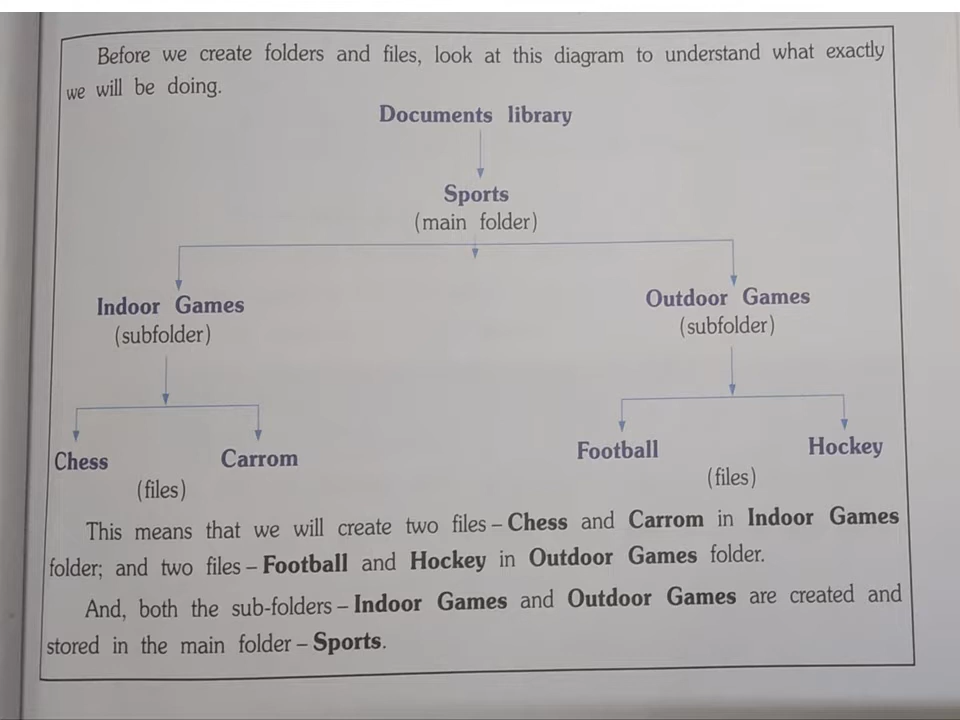 Before we create folders and files, look at this diagram to understand what exactly
we will be doing.
Documents library
Sports
(main folder)
Indoor Games
(subfolder)
Outdoor Games
(subfolder)
Chess
Carrom
(files)
Football
Hockey
(files)
This means that we will create two files – Chess and Carrom in Indoor Games
folder; and two files – Football and Hockey in Outdoor Games folder.
And, both the sub-folders – Indoor Games and Outdoor Games are created and
stored in the main folder – Sports.